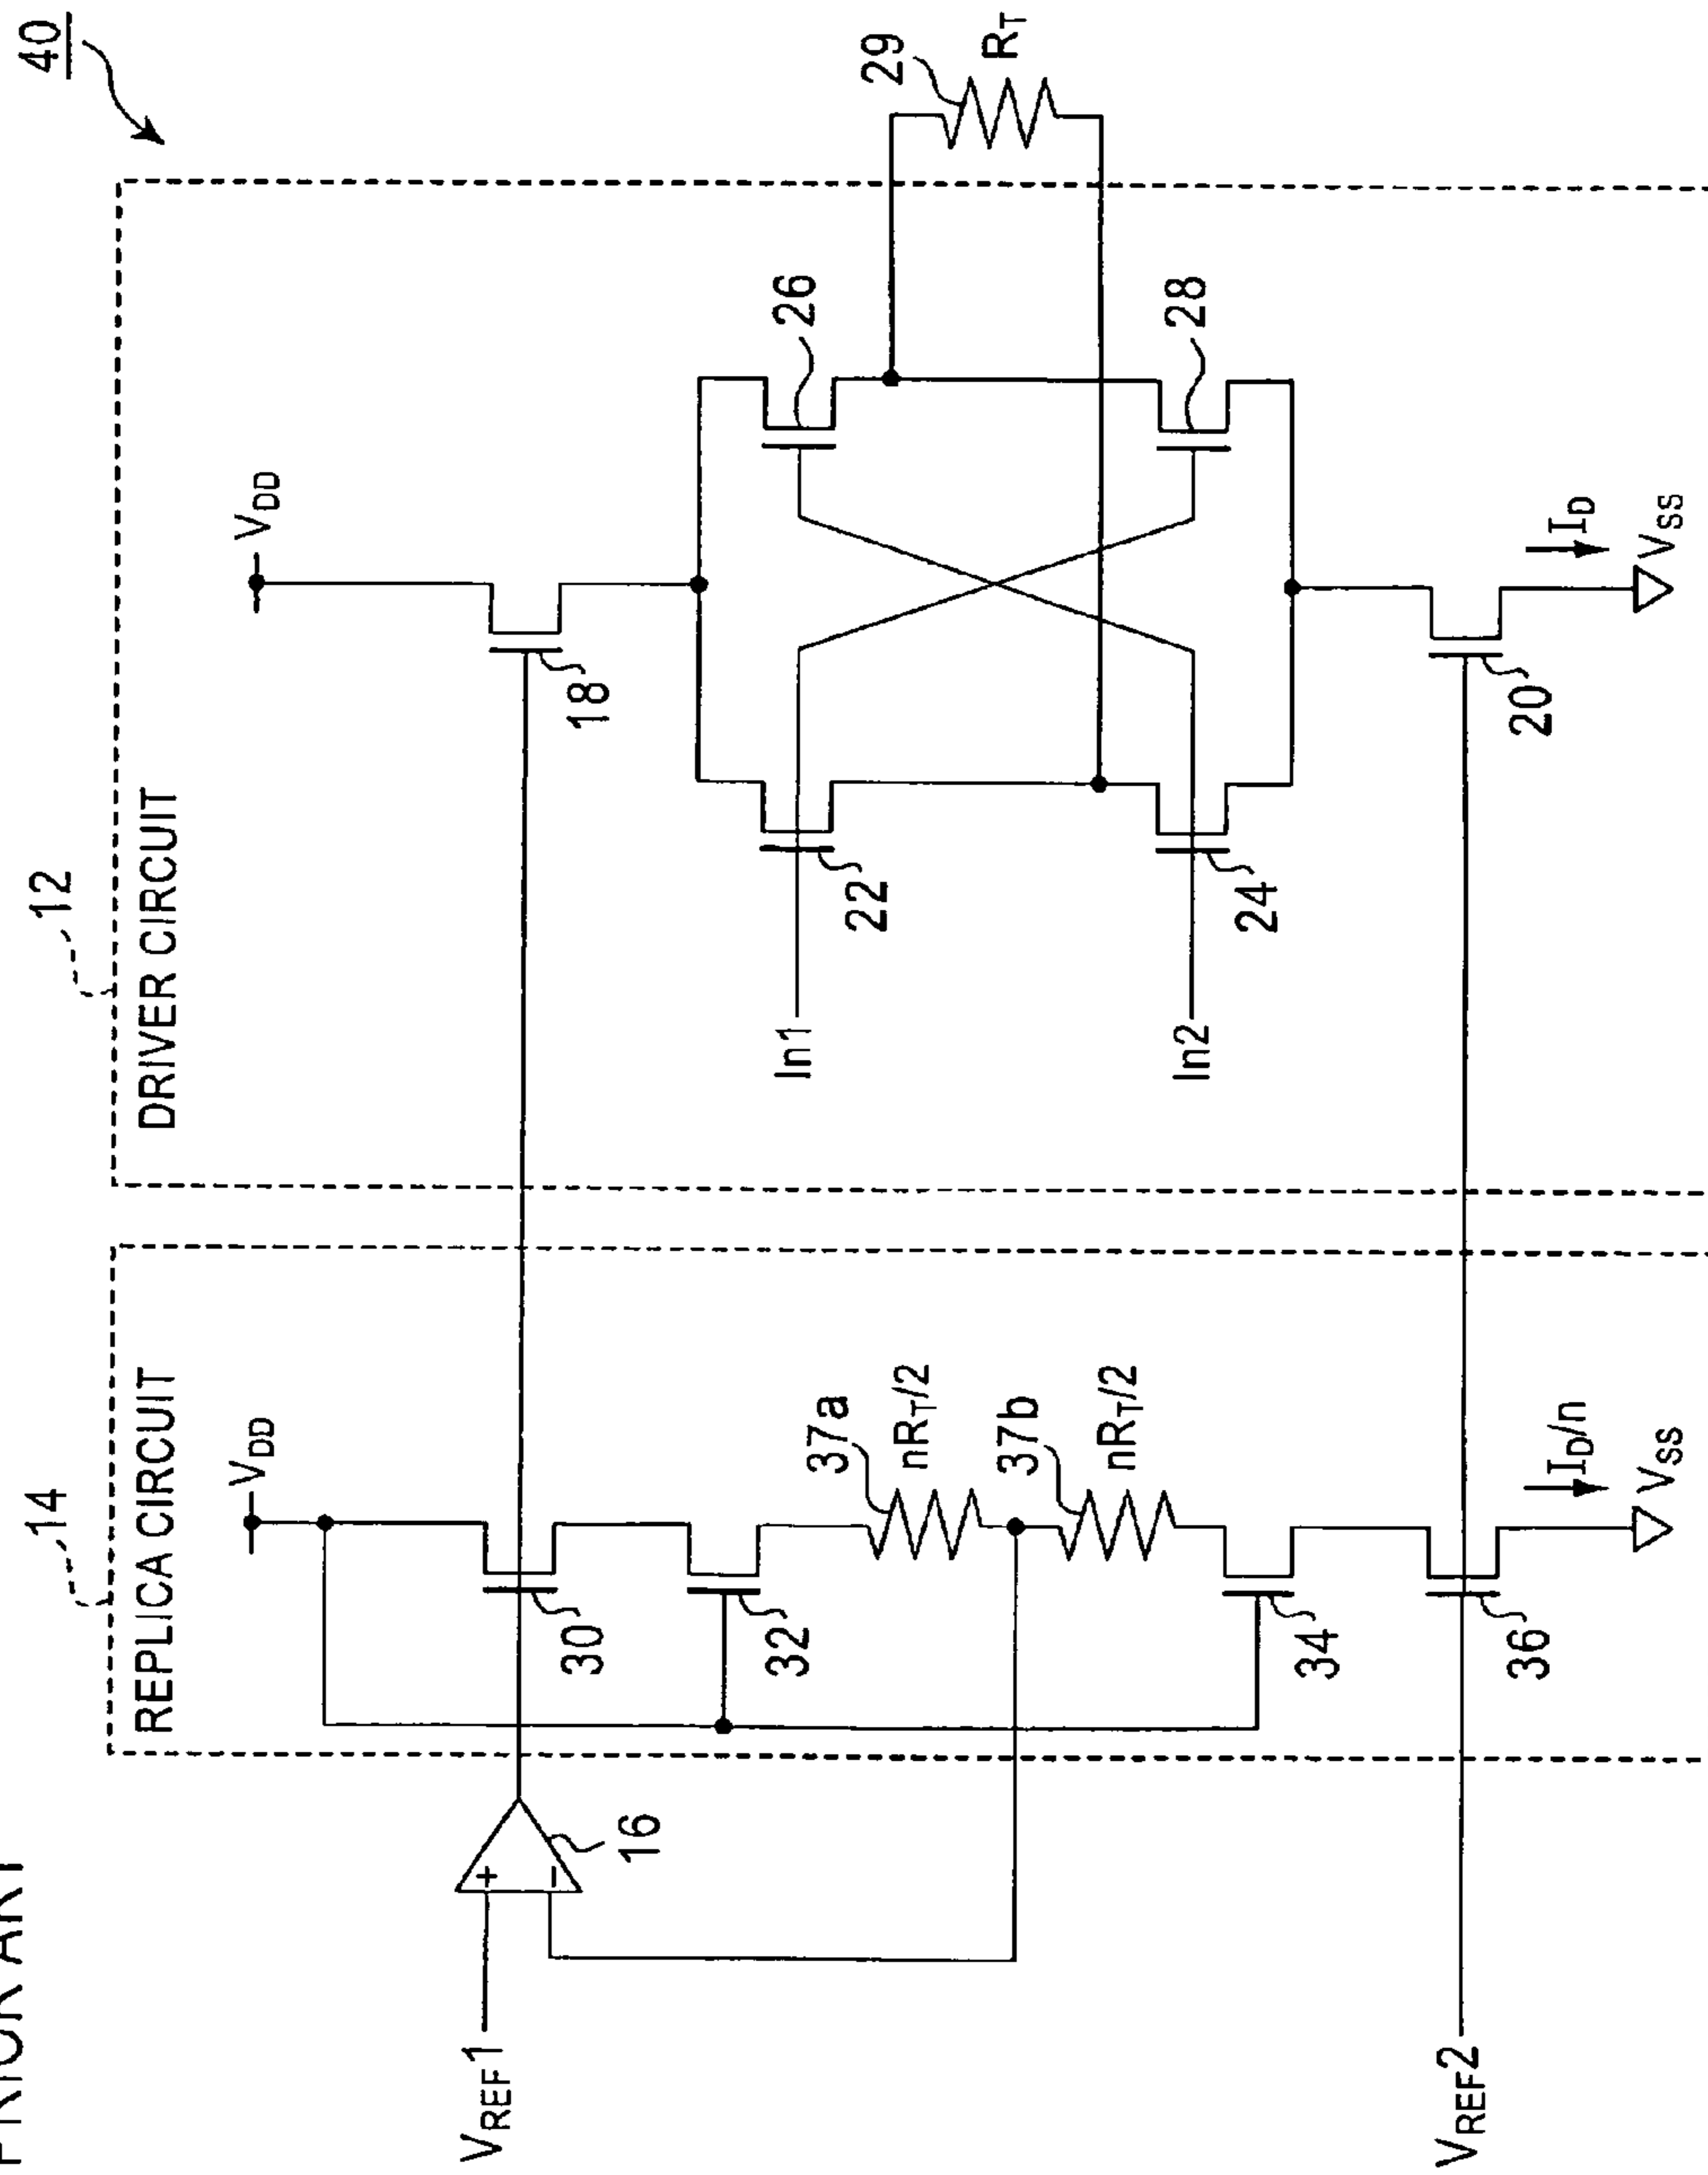 PRIOR ART
40
12
DRIVER CIRCUIT
14
REPLICA CIRCUIT
VDD
VDD
VREF1
+
−
16
18
30
32
In1
22
26
29
RT
37a
nRT/2
37b
nRT/2
In2
24
28
34
VREF2
36
20
ID/n
VSS
ID
VSS